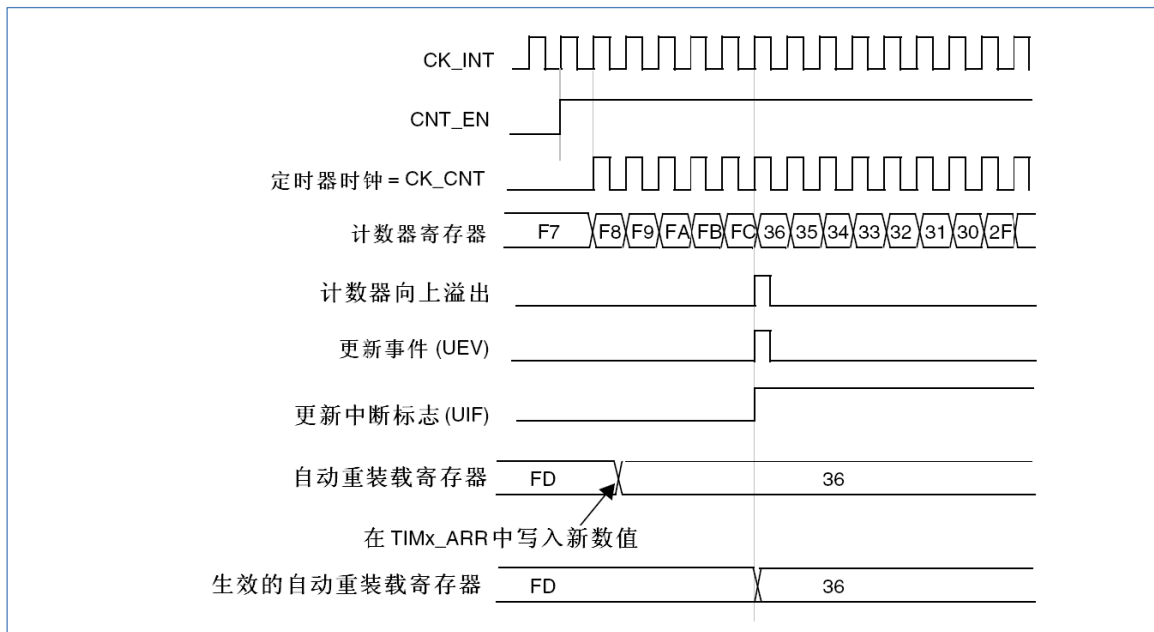 CK_INT
CNT_EN
定时器时钟 = CK_CNT
计数器寄存器 F7 F8 F9 FA FB FC 36 35 34 33 32 31 30 2F
计数器向上溢出
更新事件 (UEV)
更新中断标志 (UIF)
自动重装载寄存器 FD 36
在 TIMx_ARR 中写入新数值
生效的自动重装载寄存器 FD 36